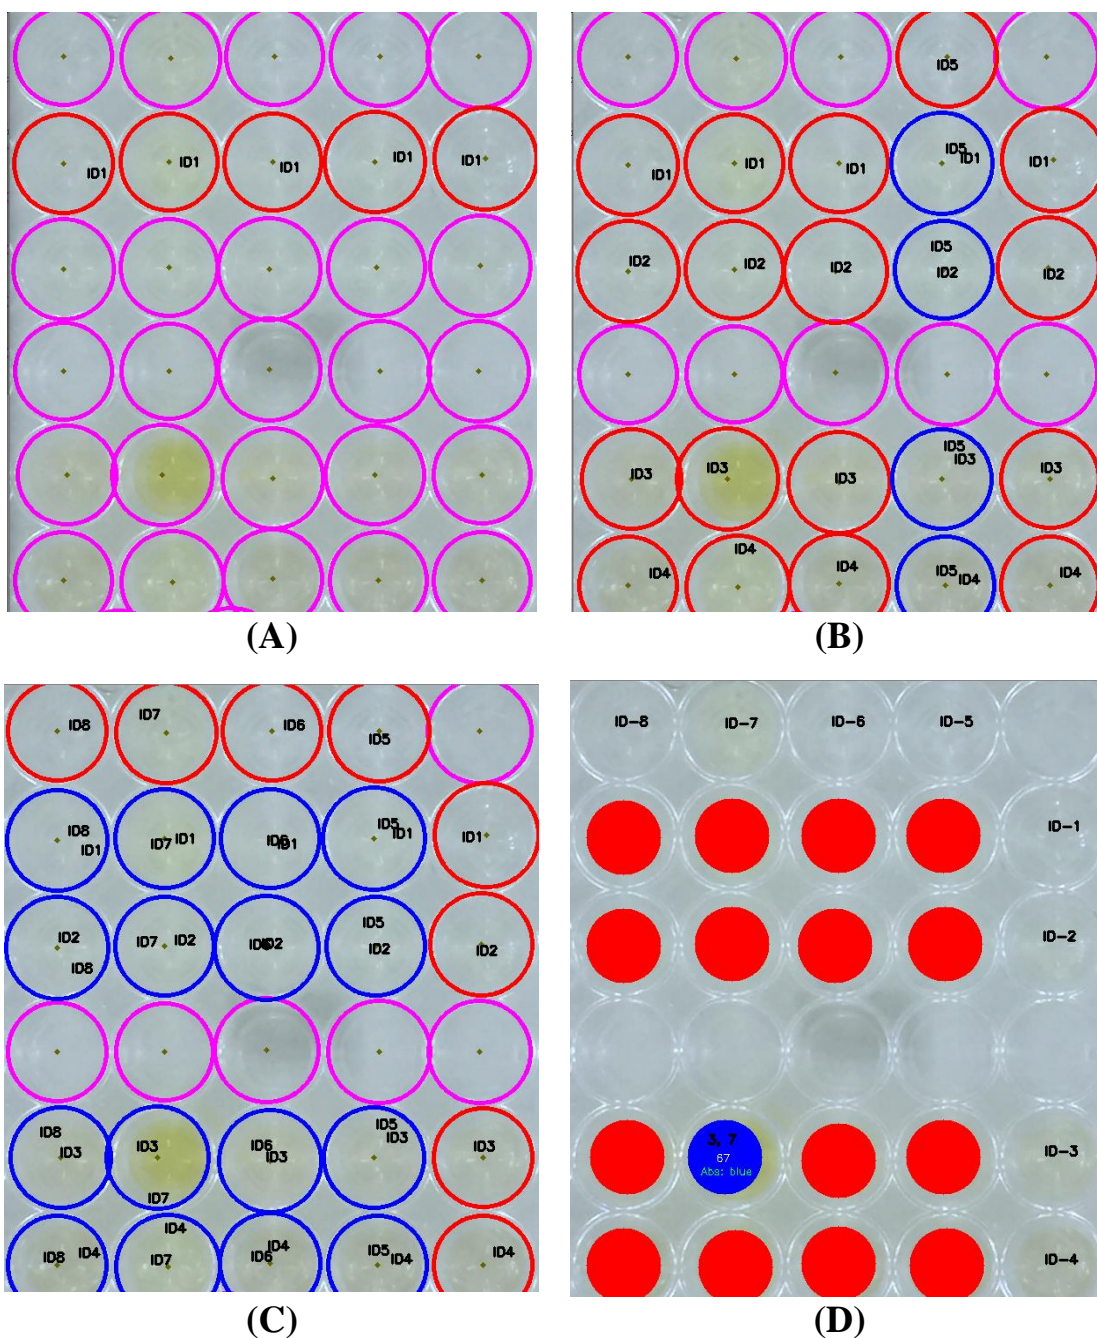 ID1 ID1 ID1 ID1 ID1
(A)
ID5
ID1 ID1 ID1 ID5 ID1 ID1
ID2 ID2 ID2 ID5 ID2 ID2
ID3 ID3 ID3 ID5 ID3 ID3
ID4 ID4 ID4 ID5 ID4 ID4
(B)
ID8 ID7 ID6 ID5
ID8 ID1 ID7 ID1 ID6 ID1 ID5 ID1 ID1
ID2 ID8 ID7 ID2 ID6 ID2 ID5 ID2 ID2
ID8 ID3 ID3 ID7 ID6 ID3 ID5 ID3 ID3
ID8 ID4 ID4 ID7 ID4 ID6 ID5 ID4 ID4
(C)
ID-8 ID-7 ID-6 ID-5
ID-1
ID-2
3, 7
67
Abs: blue
ID-3
ID-4
(D)